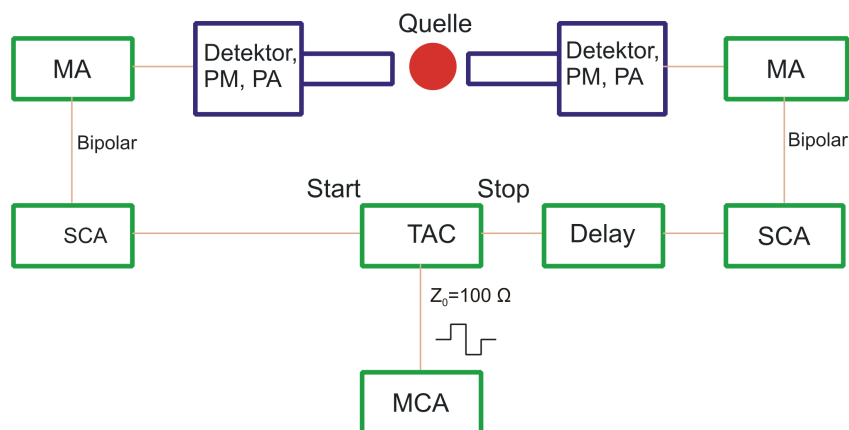 Quelle
MA
Detektor,
PM, PA
Detektor,
PM, PA
MA
Bipolar
Bipolar
Start
Stop
SCA
TAC
Delay
SCA
Z₀=100 Ω
MCA